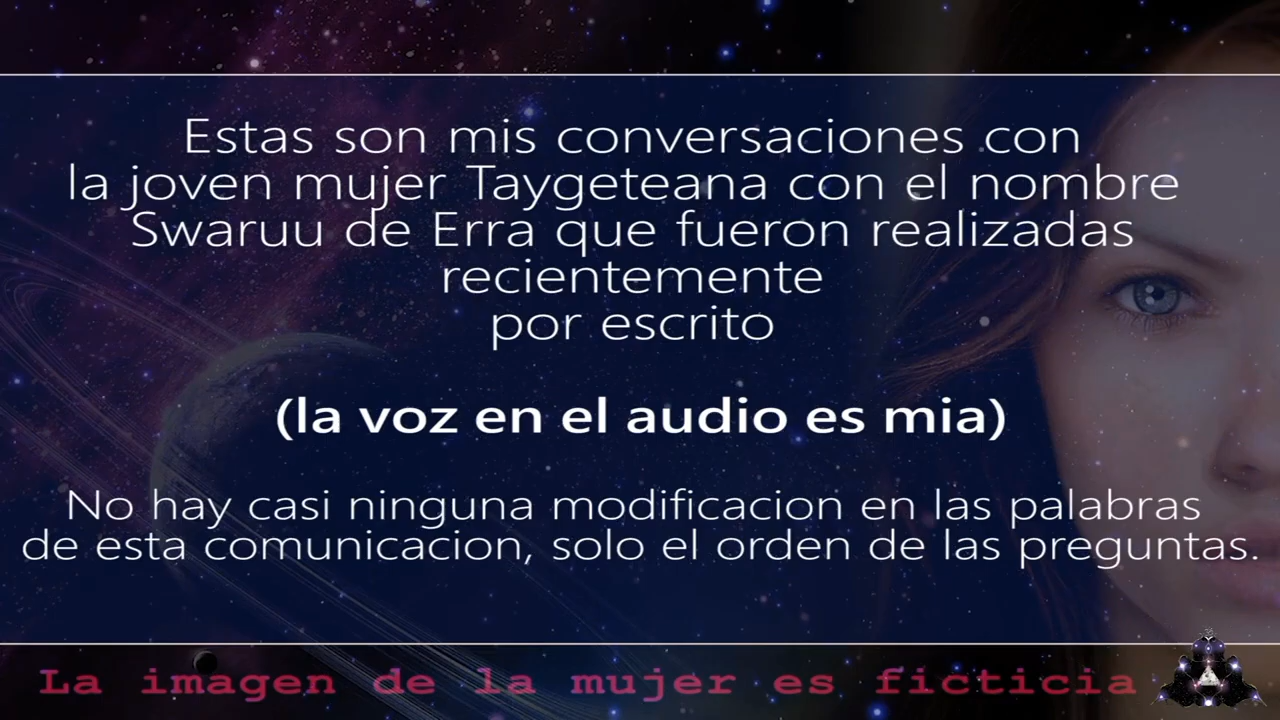 Estas son mis conversaciones con
la joven mujer Taygeteana con el nombre
Swaruu de Erra que fueron realizadas
recientemente
por escrito
(la voz en el audio es mia)
No hay casi ninguna modificacion en las palabras
de esta comunicacion, solo el orden de las preguntas.
La imagen de la mujer es ficticia